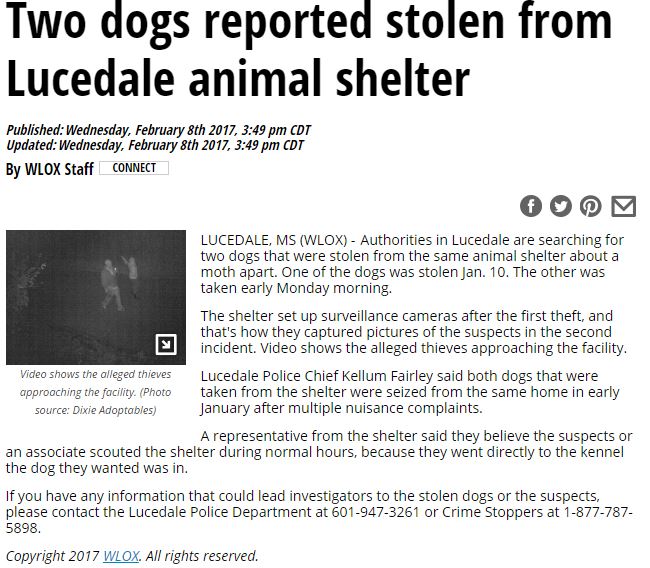 Two dogs reported stolen from
Lucedale animal shelter
Published: Wednesday, February 8th 2017, 3:49 pm CDT
Updated: Wednesday, February 8th 2017, 3:49 pm CDT
By WLOX Staff CONNECT
Video shows the alleged thieves
approaching the facility. (Photo
source: Dixie Adoptables)
LUCEDALE, MS (WLOX) - Authorities in Lucedale are searching for
two dogs that were stolen from the same animal shelter about a
moth apart. One of the dogs was stolen Jan. 10. The other was
taken early Monday morning.
The shelter set up surveillance cameras after the first theft, and
that's how they captured pictures of the suspects in the second
incident. Video shows the alleged thieves approaching the facility.
Lucedale Police Chief Kellum Fairley said both dogs that were
taken from the shelter were seized from the same home in early
January after multiple nuisance complaints.
A representative from the shelter said they believe the suspects or
an associate scouted the shelter during normal hours, because they went directly to the kennel
the dog they wanted was in.
If you have any information that could lead investigators to the stolen dogs or the suspects,
please contact the Lucedale Police Department at 601-947-3261 or Crime Stoppers at 1-877-787-
5898.
Copyright 2017 WLOX. All rights reserved.